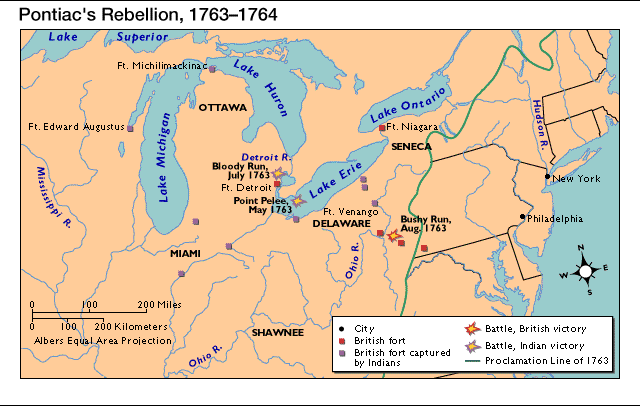 Pontiac's Rebellion, 1763–1764
Lake Superior
Ft. Michilimackinac
Lake Huron
OTTAWA
Lake Ontario
Hudson R.
Ft. Edward Augustus
Lake Michigan
Ft. Niagara
SENECA
Mississippi R.
Detroit R.
Bloody Run,
July 1763
Ft. Detroit
Lake Erie
New York
Point Pelee,
May 1763
Ft. Venango
DELAWARE
Bushy Run,
Aug. 1763
Philadelphia
MIAMI
Ohio R.
N
W
E
S
0 100 200 Miles
0 100 200 Kilometers
Albers Equal Area Projection
SHAWNEE
Ohio R.
City
British fort
British fort captured
by Indians
Battle, British victory
Battle, Indian victory
Proclamation Line of 1763